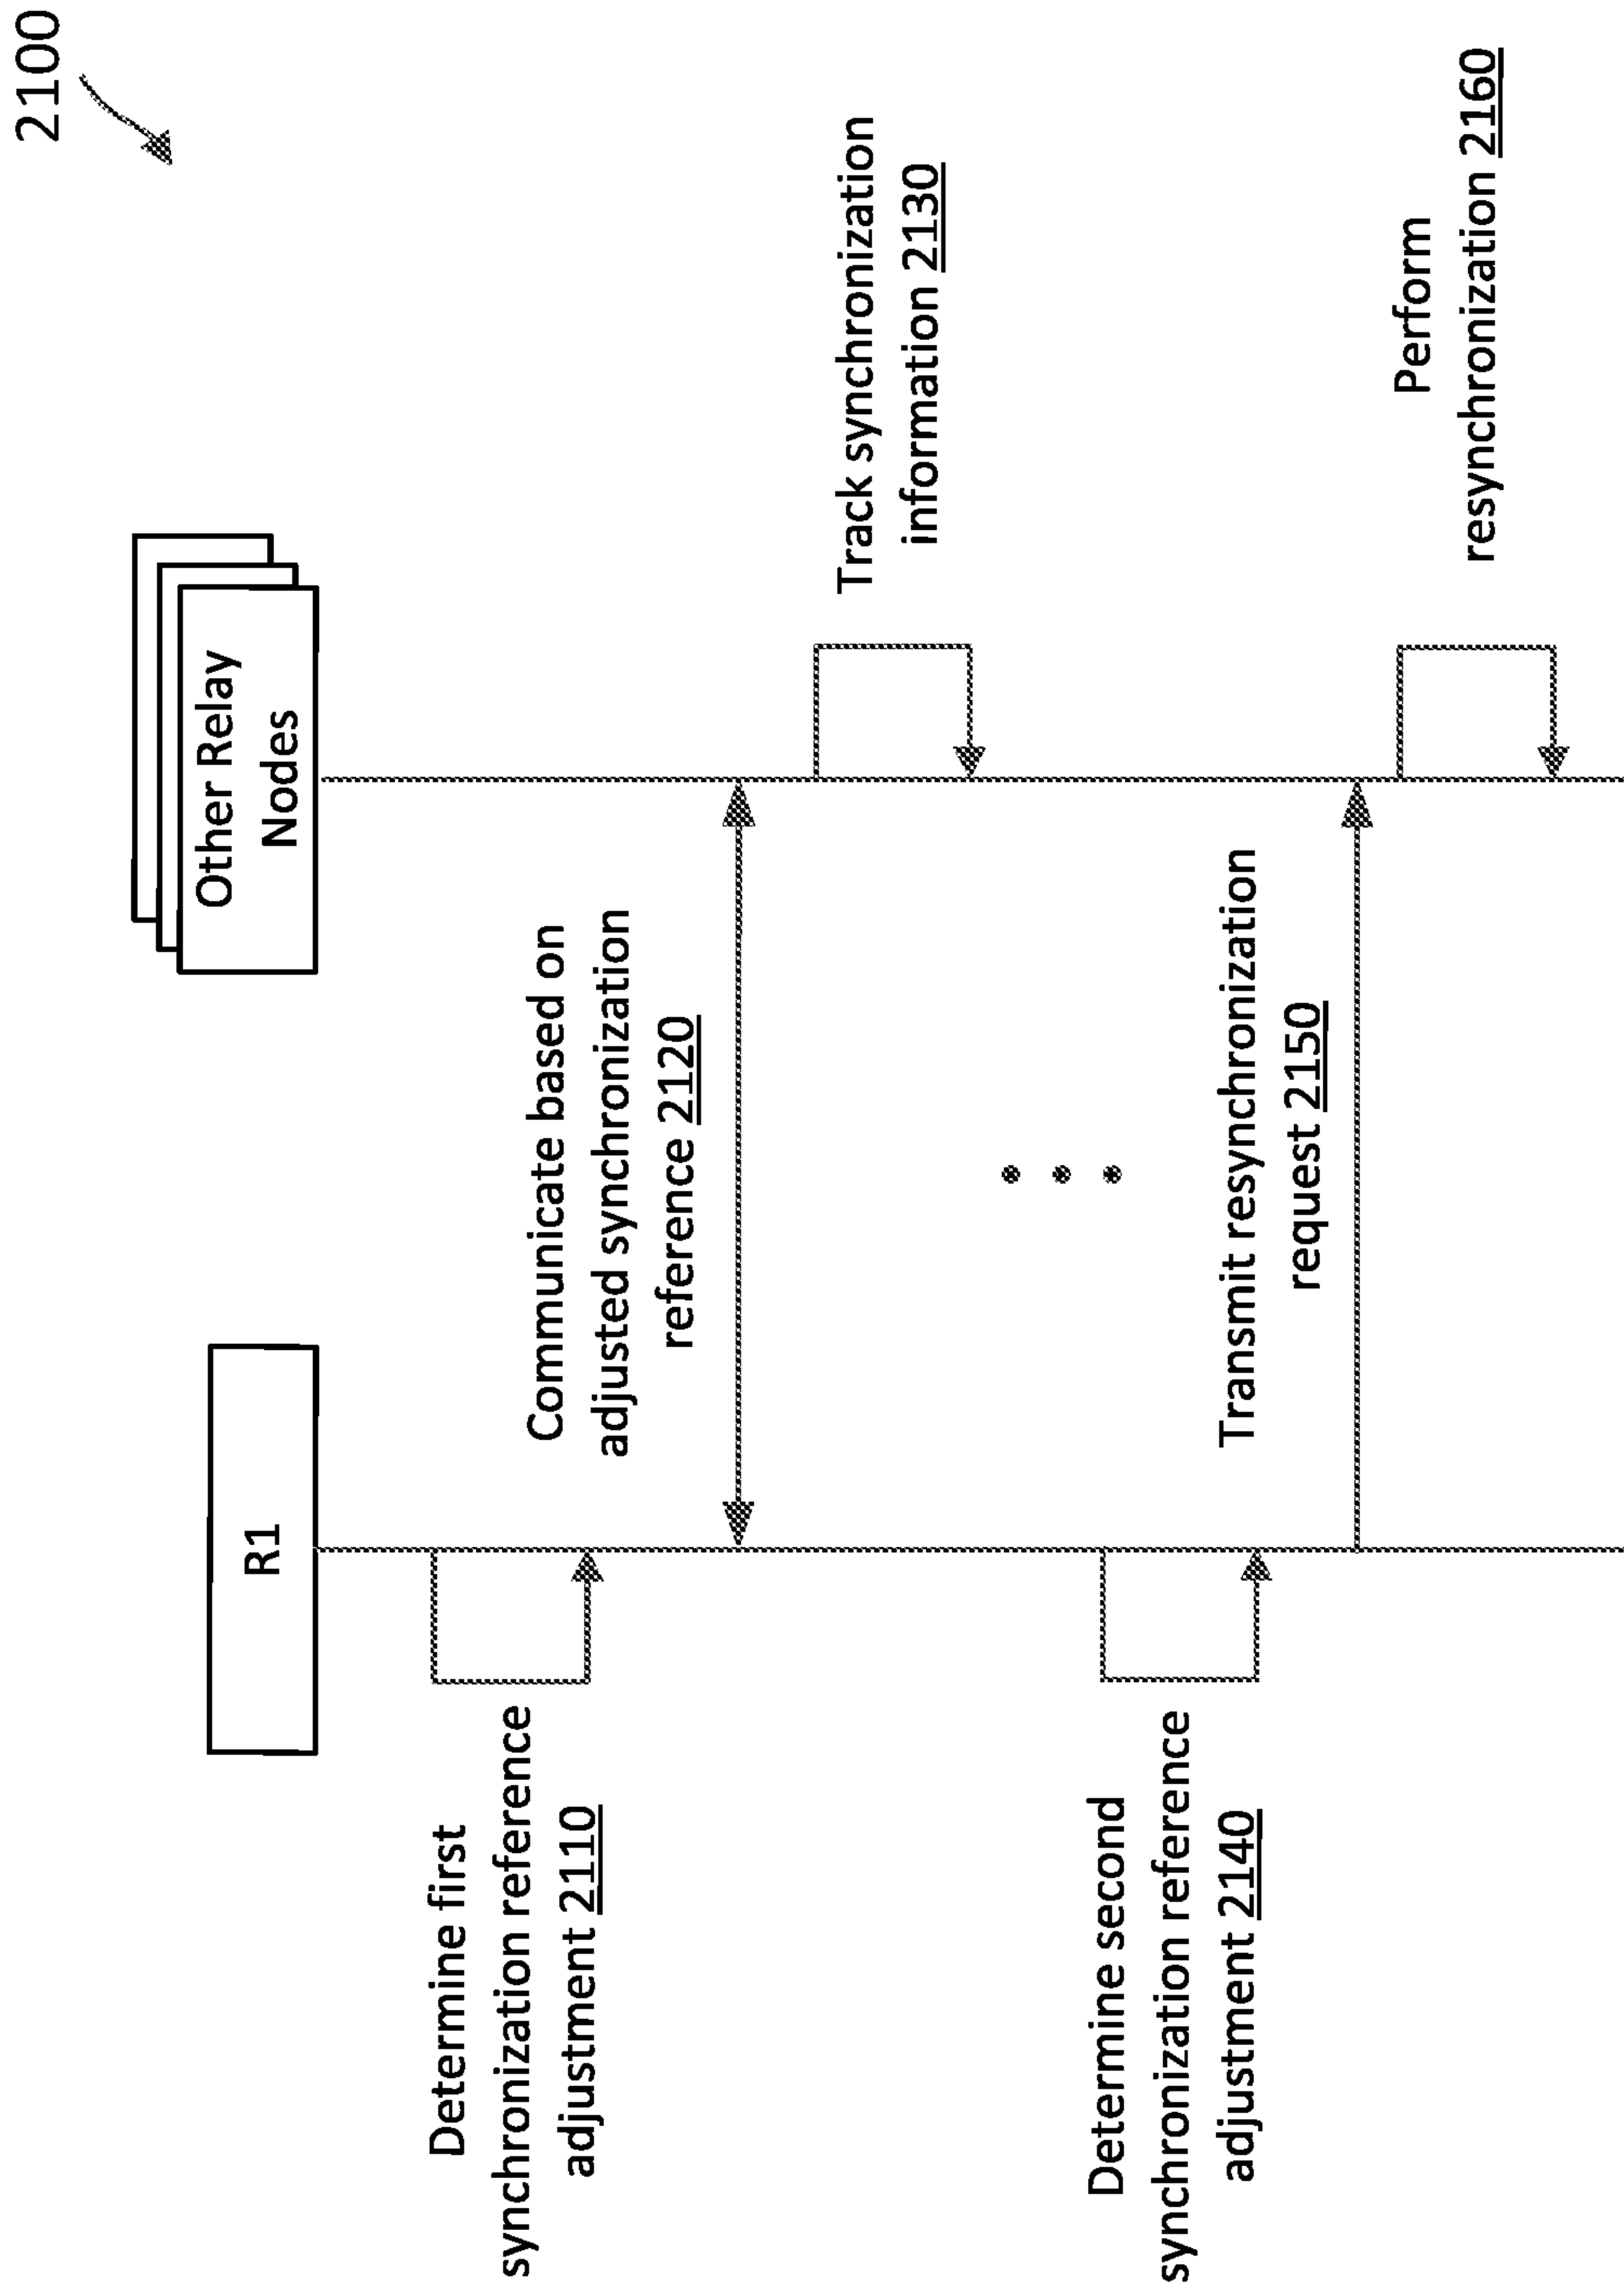 2100
R1
Other Relay
Nodes
Determine first
synchronization reference
adjustment 2110
Communicate based on
adjusted synchronization
reference 2120
Track synchronization
information 2130
Determine second
synchronization reference
adjustment 2140
Transmit resynchronization
request 2150
Perform
resynchronization 2160